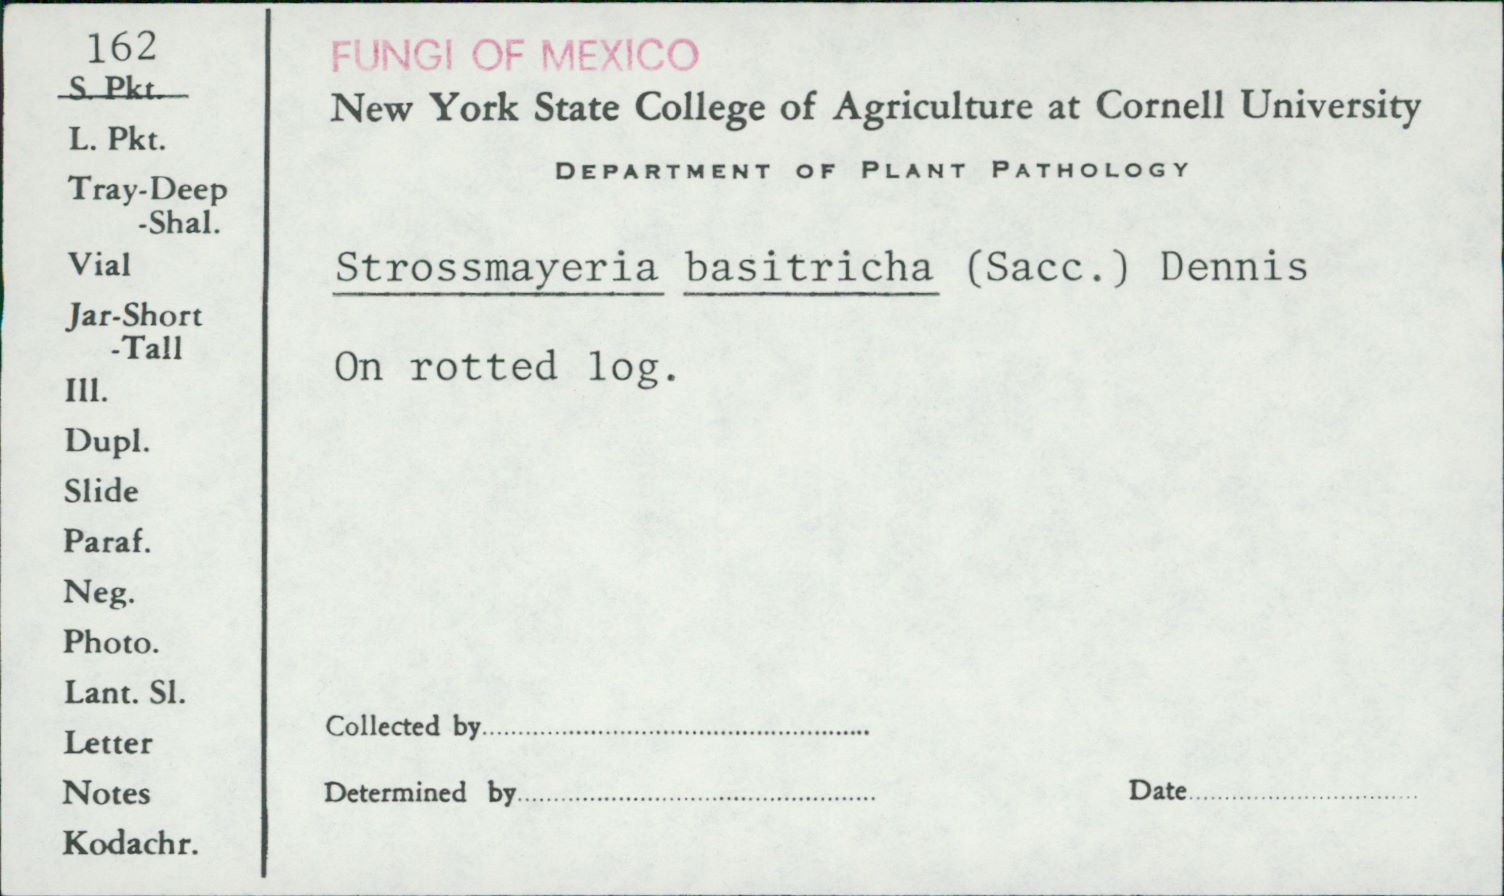 162
S. Pkt.
L. Pkt.
Tray-Deep
-Shal.
Vial
Jar-Short
-Tall
Ill.
Dupl.
Slide
Paraf.
Neg.
Photo.
Lant. Sl.
Letter
Notes
Kodachr.
FUNGI OF MEXICO
New York State College of Agriculture at Cornell University
DEPARTMENT OF PLANT PATHOLOGY
Strossmayeria basitricha (Sacc.) Dennis
On rotted log.
Collected by
Determined by
Date